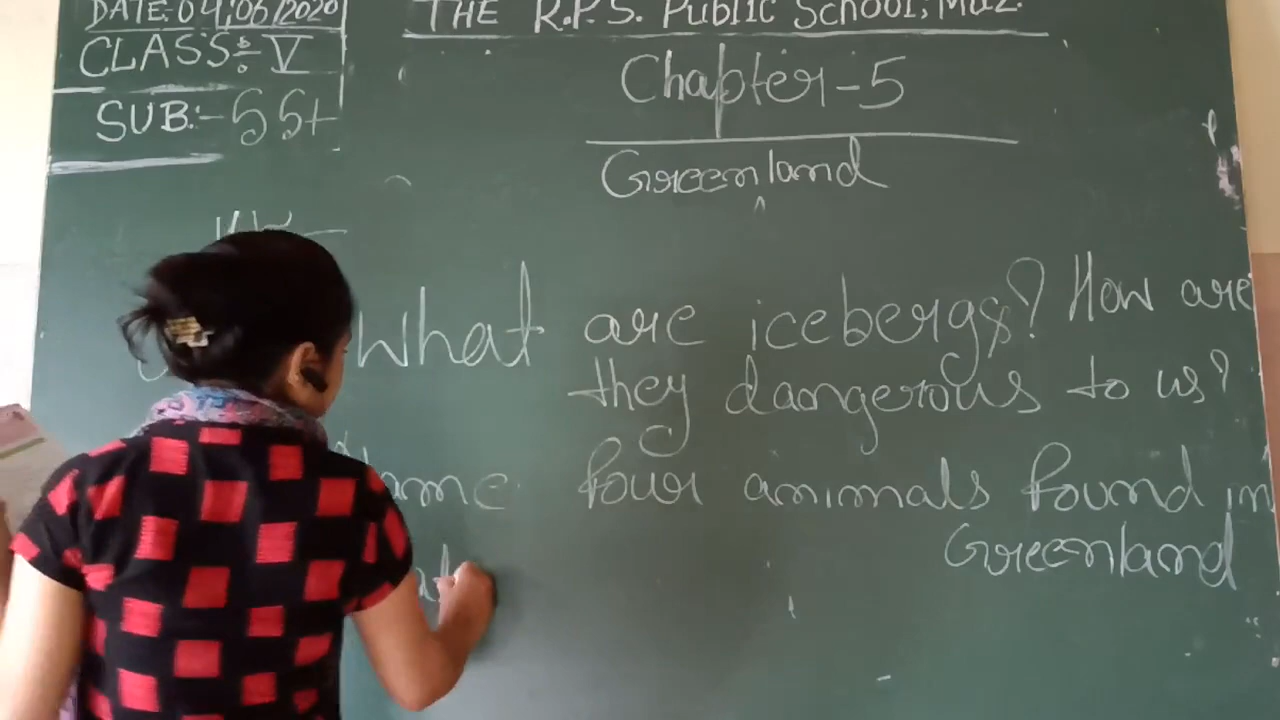 DATE: 04/06/2020
THE R.P.S. Public School, Muz.
CLASS:- V
SUB:- SSt
Chapter-5
Greenland
What are icebergs? How are
they dangerous to us?
Name four animals found in
Greenland